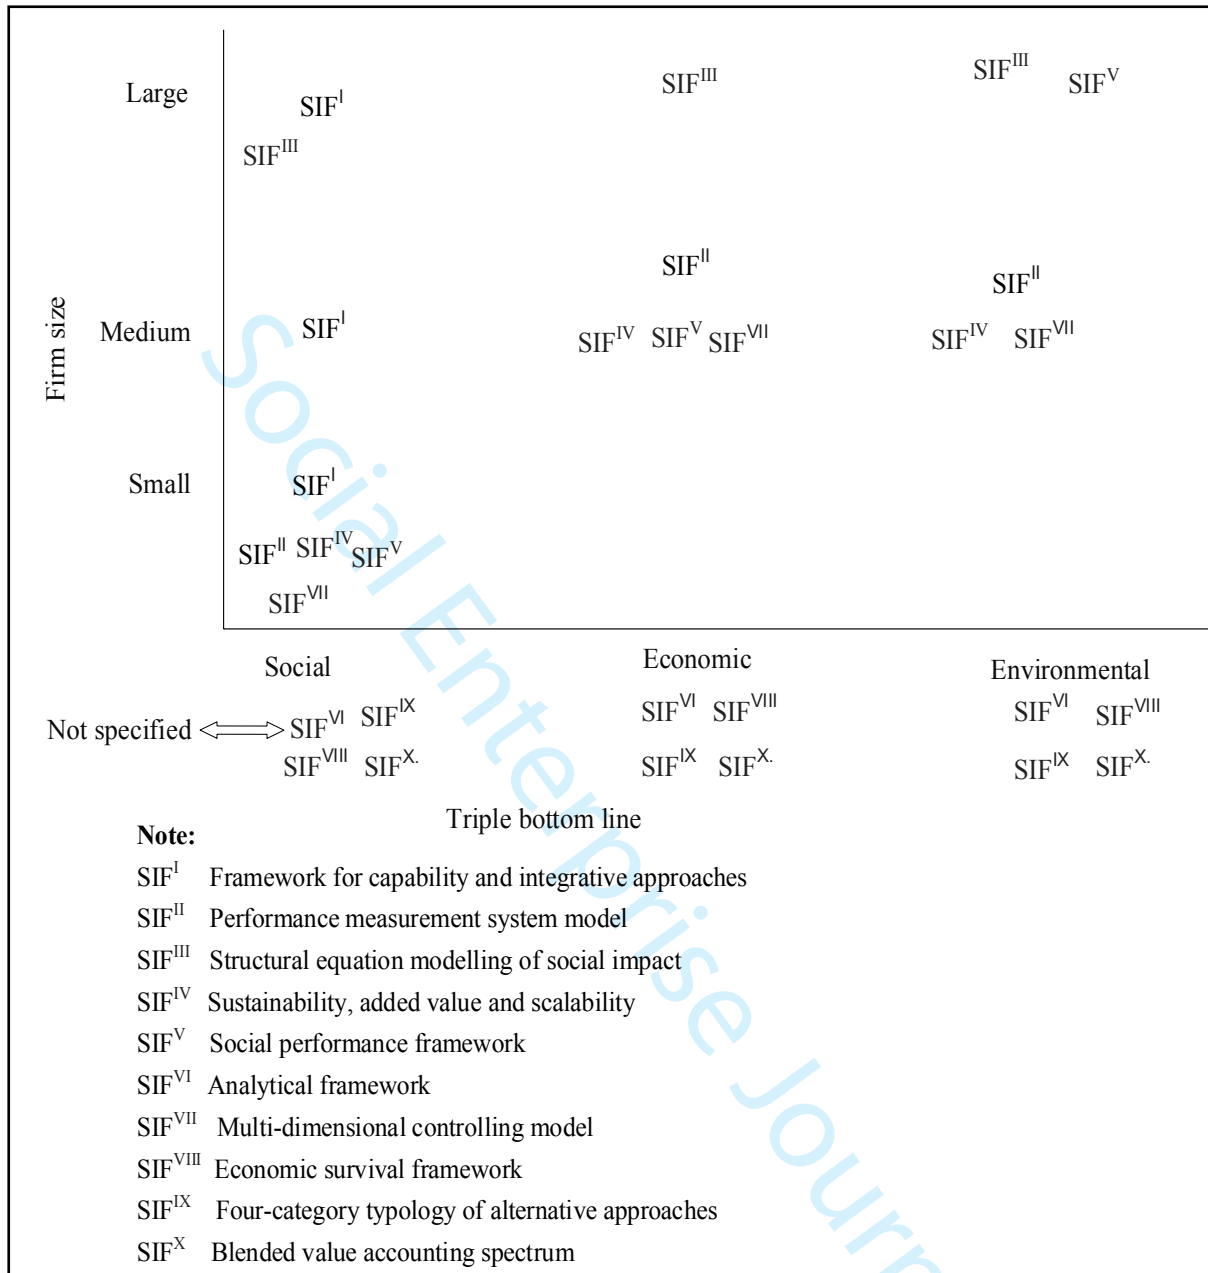 Large
SIF^I
SIF^III
SIF^III
SIF^III
SIF^V
Firm size
Medium
SIF^I
SIF^II
SIF^IV SIF^V SIF^VII
SIF^II
SIF^IV SIF^VII
Small
SIF^I
SIF^II SIF^IV SIF^V
SIF^VII
Social
Economic
Environmental
Not specified
SIF^VI SIF^IX
SIF^VIII SIF^X.
SIF^VI SIF^VIII
SIF^IX SIF^X.
SIF^VI SIF^VIII
SIF^IX SIF^X.
Triple bottom line
Note:
SIF^I Framework for capability and integrative approaches
SIF^II Performance measurement system model
SIF^III Structural equation modelling of social impact
SIF^IV Sustainability, added value and scalability
SIF^V Social performance framework
SIF^VI Analytical framework
SIF^VII Multi-dimensional controlling model
SIF^VIII Economic survival framework
SIF^IX Four-category typology of alternative approaches
SIF^X Blended value accounting spectrum
Social Enterprise Journ